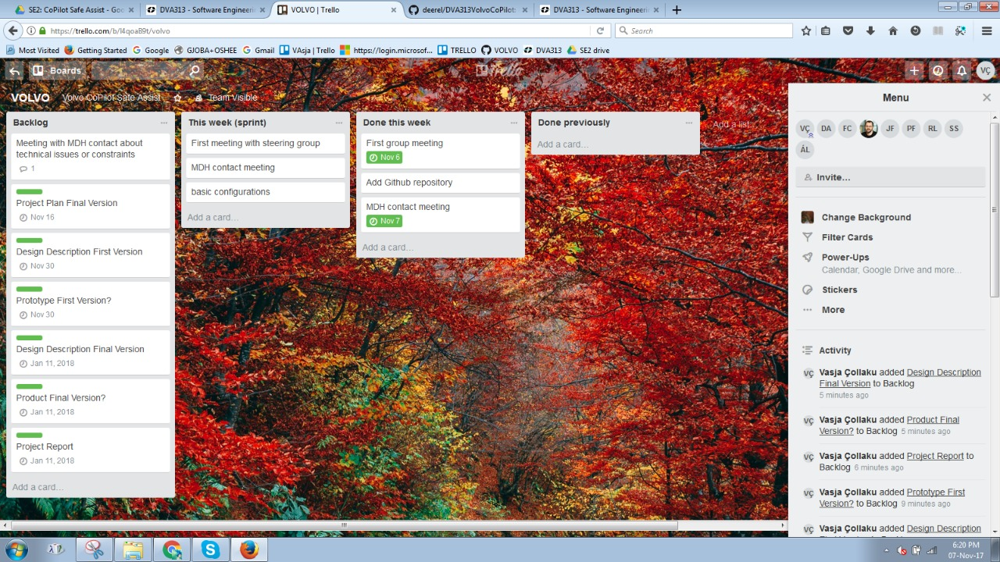 SE2: CoPilot Safe Assist - Goo
DVA313 - Software Engineerin
VOLVO | Trello
deerel/DVA313VolvoCoPilots
DVA313 - Software Engineerin
https://trello.com/b/l4qoaB9t/volvo
Search
Most Visited
Getting Started
Google
GJOBA+OSHEE
Gmail
VAsja | Trello
https://login.microsof...
TRELLO
VOLVO
DVA313
SE2 drive
Boards
Trello
VÇ
VOLVO
Volvo CoPilot Safe Assist
Team Visible
Backlog
Meeting with MDH contact about
technical issues or constraints
1
Project Plan Final Version
Nov 16
Design Description First Version
Nov 30
Prototype First Version?
Nov 30
Design Description Final Version
Jan 11, 2018
Product Final Version?
Jan 11, 2018
Project Report
Jan 11, 2018
Add a card...
This week (sprint)
First meeting with steering group
MDH contact meeting
basic configurations
Add a card...
Done this week
First group meeting
Nov 6
Add Github repository
MDH contact meeting
Nov 7
Add a card...
Done previously
Add a card...
Add a list...
Menu
VÇ DA FC JF PF RL SS
ÅL
Invite...
Change Background
Filter Cards
Power-Ups
Calendar, Google Drive and more...
Stickers
More
Activity
VÇ
Vasja Çollaku added Design Description
Final Version to Backlog
5 minutes ago
VÇ
Vasja Çollaku added Product Final
Version? to Backlog 5 minutes ago
VÇ
Vasja Çollaku added Project Report to
Backlog 6 minutes ago
VÇ
Vasja Çollaku added Prototype First
Version? to Backlog 9 minutes ago
VÇ
Vasja Çollaku added Design Description
6:20 PM
07-Nov-17